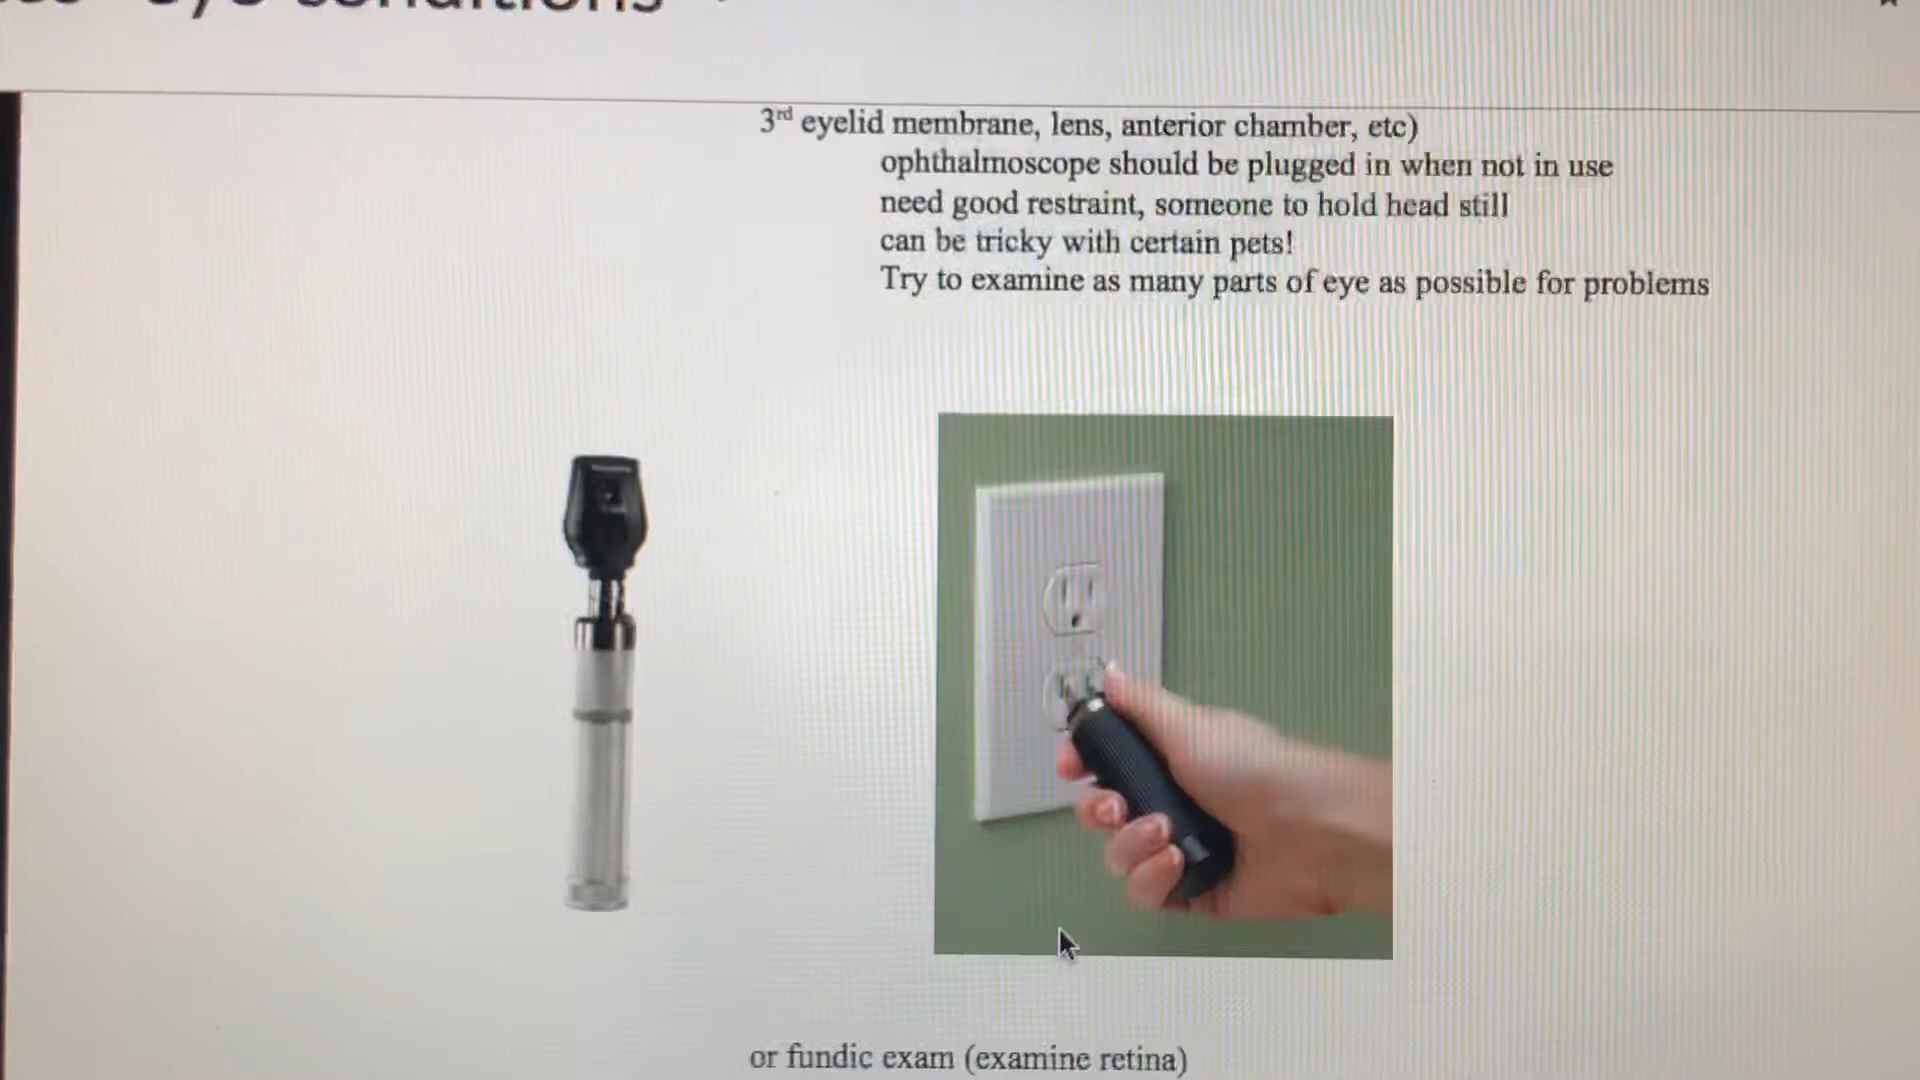 eye conditions
3rd eyelid membrane, lens, anterior chamber, etc)
ophthalmoscope should be plugged in when not in use
need good restraint, someone to hold head still
can be tricky with certain pets!
Try to examine as many parts of eye as possible for problems
or fundic exam (examine retina)